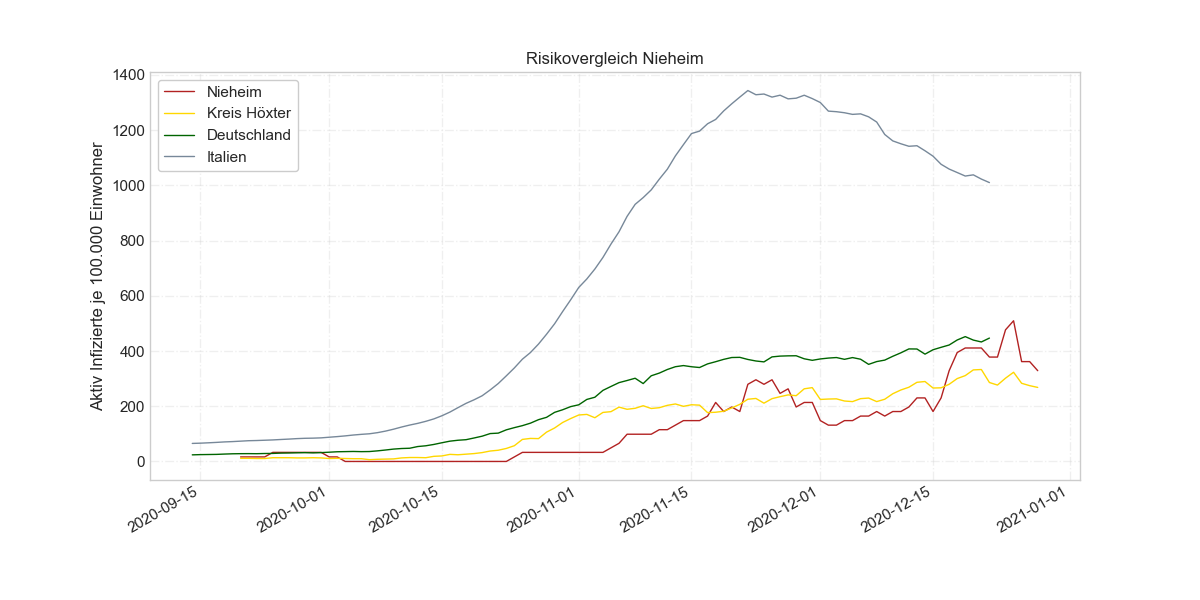 Risikovergleich Nieheim
Aktiv Infizierte je 100.000 Einwohner
1400
1200
1000
800
600
400
200
0
Nieheim
Kreis Höxter
Deutschland
Italien
2020-09-15
2020-10-01
2020-10-15
2020-11-01
2020-11-15
2020-12-01
2020-12-15
2021-01-01